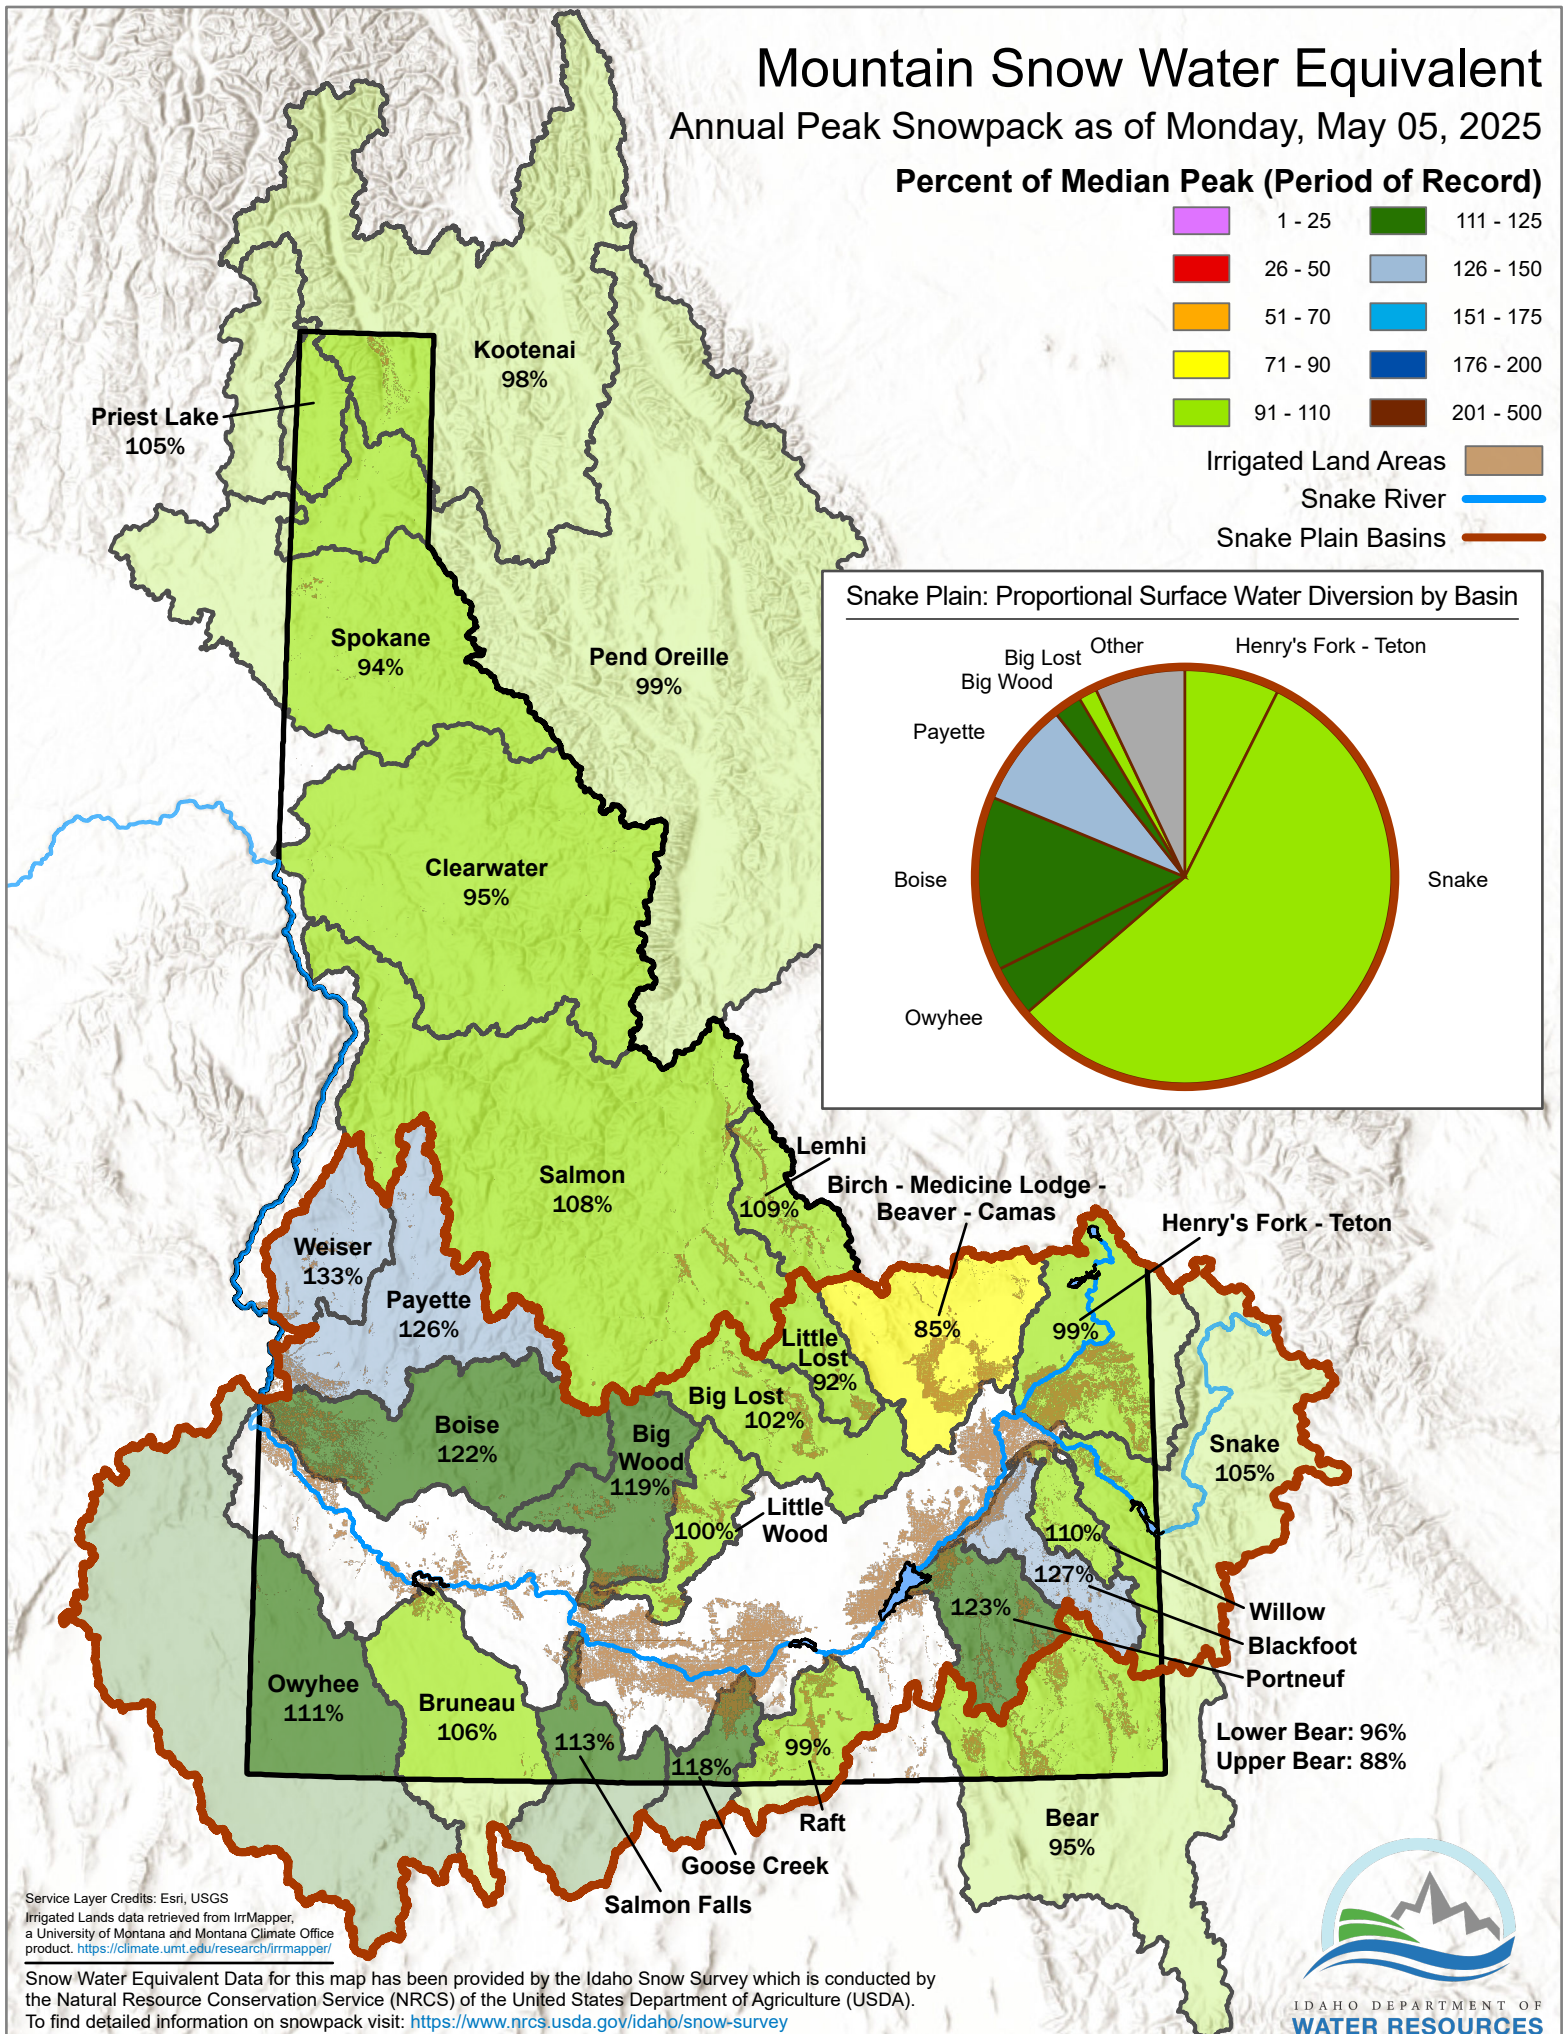 Mountain Snow Water Equivalent
Annual Peak Snowpack as of Monday, May 05, 2025
Percent of Median Peak (Period of Record)
1 - 25
26 - 50
51 - 70
71 - 90
91 - 110
111 - 125
126 - 150
151 - 175
176 - 200
201 - 500
Irrigated Land Areas
Snake River
Snake Plain Basins
Snake Plain: Proportional Surface Water Diversion by Basin
Other
Henry's Fork - Teton
Big Lost
Big Wood
Payette
Boise
Snake
Owyhee
Kootenai
98%
Priest Lake
105%
Spokane
94%
Pend Oreille
99%
Clearwater
95%
Salmon
108%
Lemhi
109%
Birch - Medicine Lodge -
Beaver - Camas
85%
Henry's Fork - Teton
99%
Weiser
133%
Payette
126%
Little
Lost
92%
Big Lost
102%
Boise
122%
Big
Wood
119%
Snake
105%
Little
Wood
100%
110%
127%
123%
Willow
Blackfoot
Portneuf
Owyhee
111%
Bruneau
106%
113%
118%
99%
Lower Bear: 96%
Upper Bear: 88%
Raft
Bear
95%
Goose Creek
Salmon Falls
Service Layer Credits: Esri, USGS
Irrigated Lands data retrieved from IrrMapper,
a University of Montana and Montana Climate Office
product. https://climate.umt.edu/research/irrmapper/
Snow Water Equivalent Data for this map has been provided by the Idaho Snow Survey which is conducted by
the Natural Resource Conservation Service (NRCS) of the United States Department of Agriculture (USDA).
To find detailed information on snowpack visit: https://www.nrcs.usda.gov/idaho/snow-survey
IDAHO DEPARTMENT OF
WATER RESOURCES